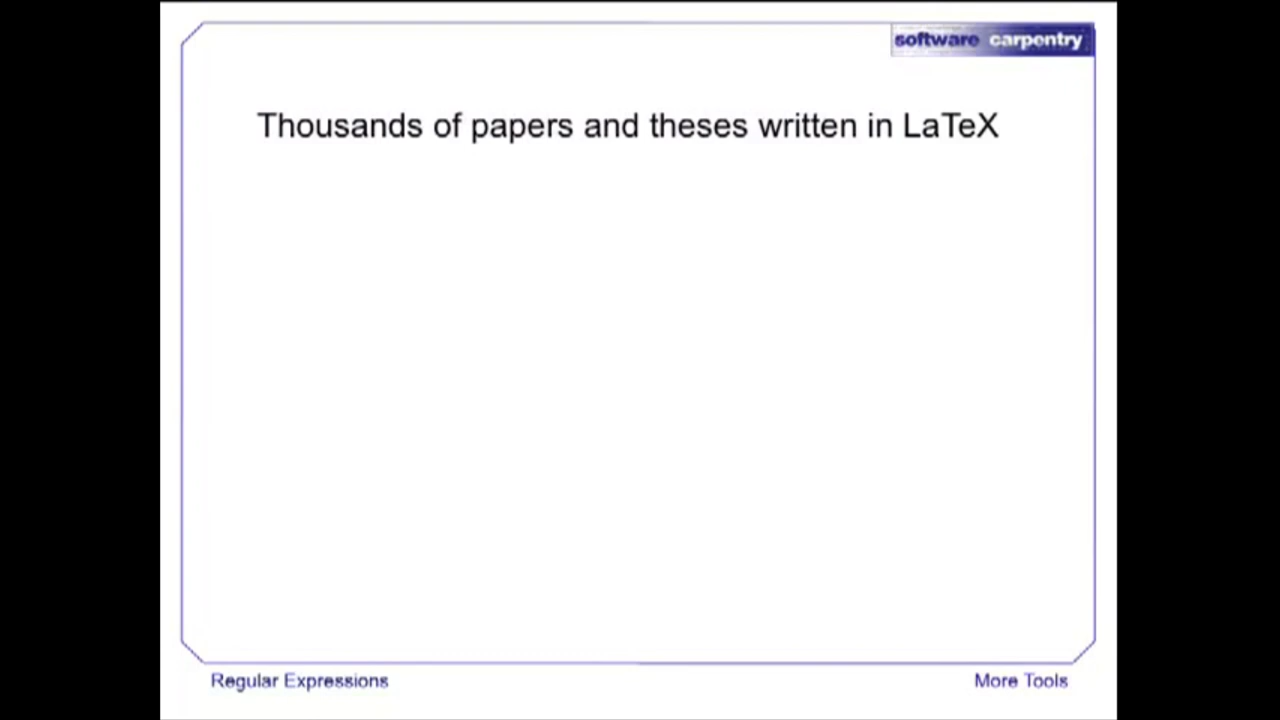 software carpentry
Thousands of papers and theses written in LaTeX
Regular Expressions
More Tools